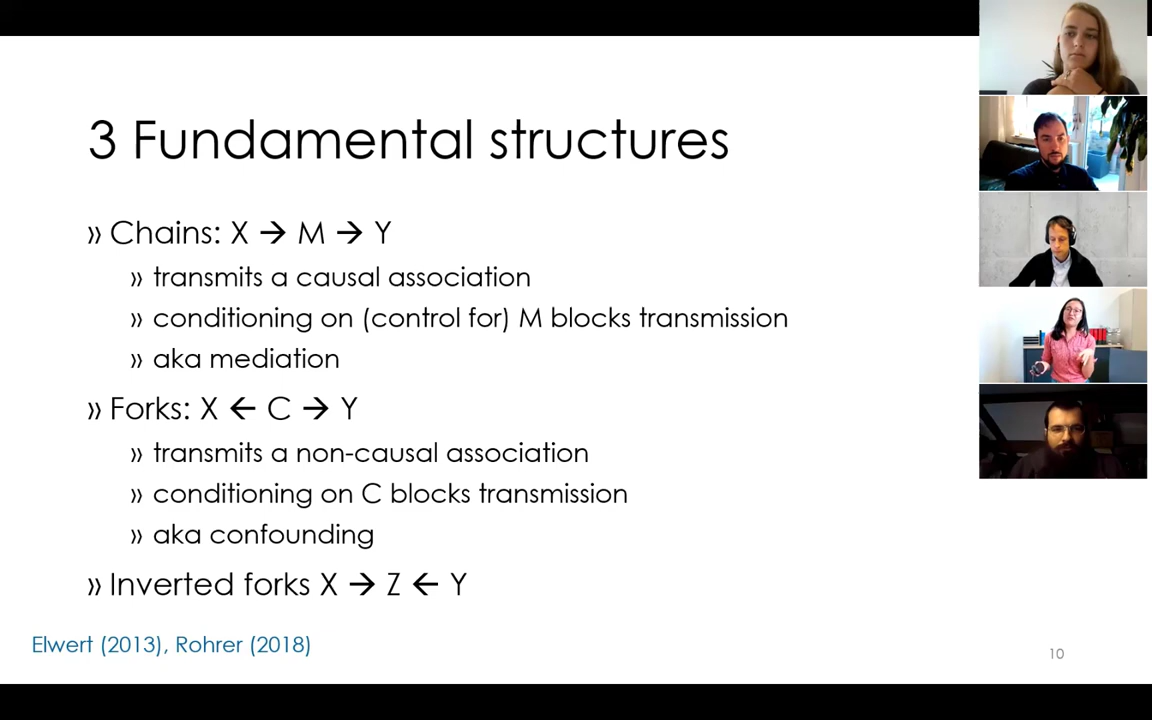 3 Fundamental structures
» Chains: X → M → Y
» transmits a causal association
» conditioning on (control for) M blocks transmission
» aka mediation
» Forks: X ← C → Y
» transmits a non-causal association
» conditioning on C blocks transmission
» aka confounding
» Inverted forks X → Z ← Y
Elwert (2013), Rohrer (2018)
10